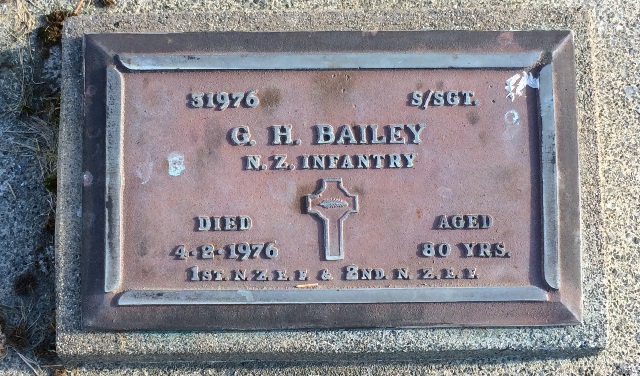 31976 S/SGT.
G. H. BAILEY
N. Z. INFANTRY
DIED AGED
4-2-1976 80 YRS.
1ST. N. Z. E. F. & 2ND. N. Z. E. F.